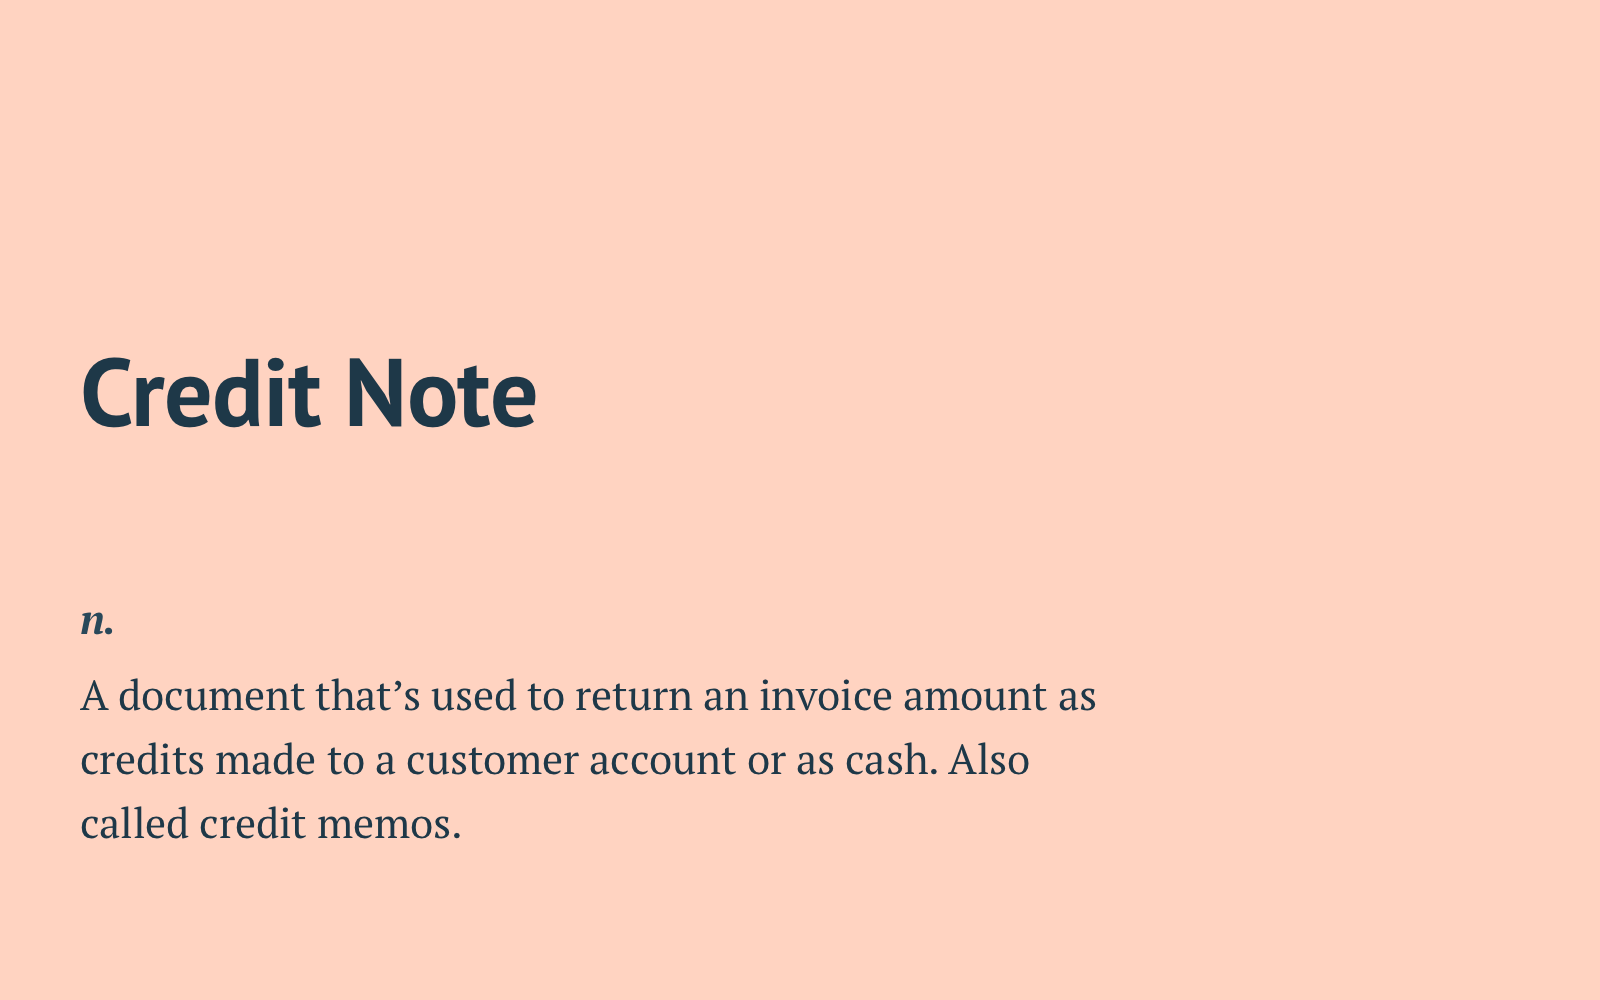 Credit Note
n.
A document that’s used to return an invoice amount as
credits made to a customer account or as cash. Also
called credit memos.